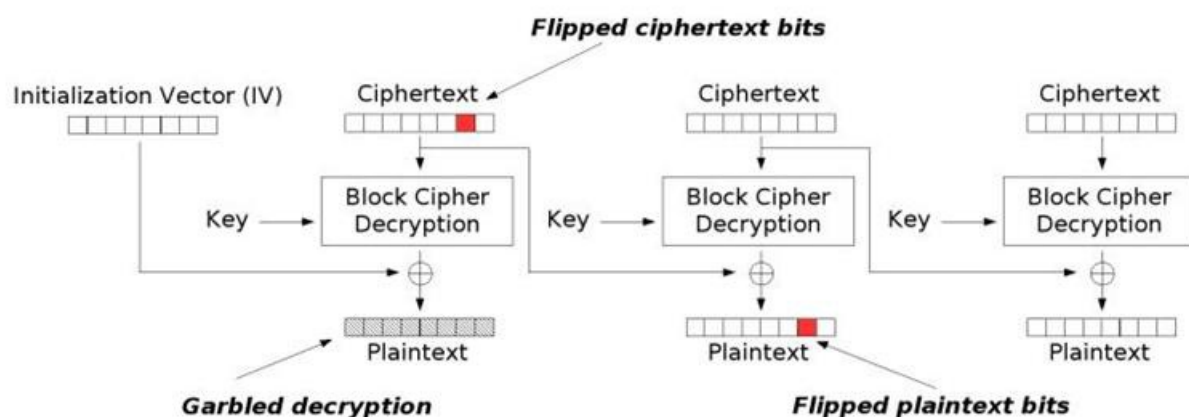 Flipped ciphertext bits
Initialization Vector (IV)
Ciphertext
Ciphertext
Ciphertext
Key
Block Cipher
Decryption
Key
Block Cipher
Decryption
Key
Block Cipher
Decryption
Plaintext
Plaintext
Plaintext
Garbled decryption
Flipped plaintext bits